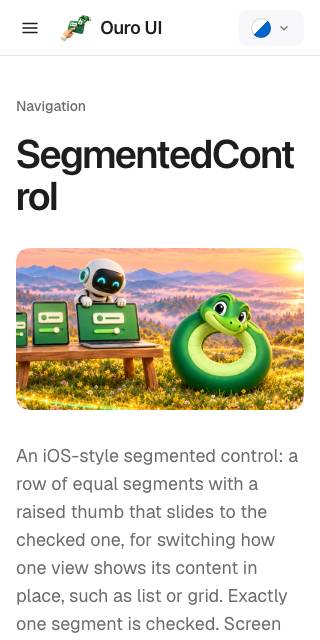 Ouro UI
Navigation
SegmentedCont
rol
An iOS-style segmented control: a
row of equal segments with a
raised thumb that slides to the
checked one, for switching how
one view shows its content in
place, such as list or grid. Exactly
one segment is checked. Screen